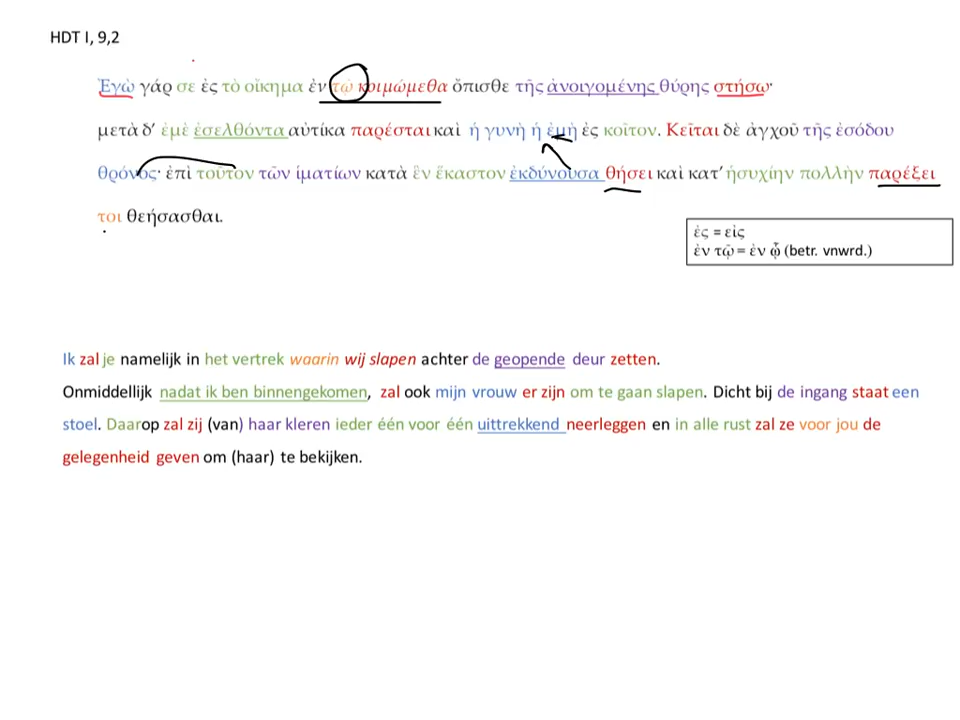 HDT I, 9,2
Ἐγὼ γάρ σε ἐς τὸ οἴκημα ἐν τῶ κοιμώμεθα ὄπισθε τῆς ἀνοιγομένης θύρης στήσω·
μετὰ δ’ ἐμὲ ἐσελθόντα αὐτίκα παρέσται καὶ ἡ γυνὴ ἡ ἐμὴ ἐς κοῖτον. Κεῖται δὲ ἀγχοῦ τῆς ἐσόδου
θρόνος· ἐπὶ τοῦτον τῶν ἱματίων κατὰ ἓν ἕκαστον ἐκδύνουσα θήσει καὶ κατ’ ἡσυχίην πολλὴν παρέξει
τοι θεήσασθαι.
ἐς = εἰς
ἐν τῷ = ἐν ᾧ (betr. vnwrd.)
Ik zal je namelijk in het vertrek waarin wij slapen achter de geopende deur zetten.
Onmiddellijk nadat ik ben binnengekomen, zal ook mijn vrouw er zijn om te gaan slapen. Dicht bij de ingang staat een
stoel. Daarop zal zij (van) haar kleren ieder één voor één uittrekkend neerleggen en in alle rust zal ze voor jou de
gelegenheid geven om (haar) te bekijken.